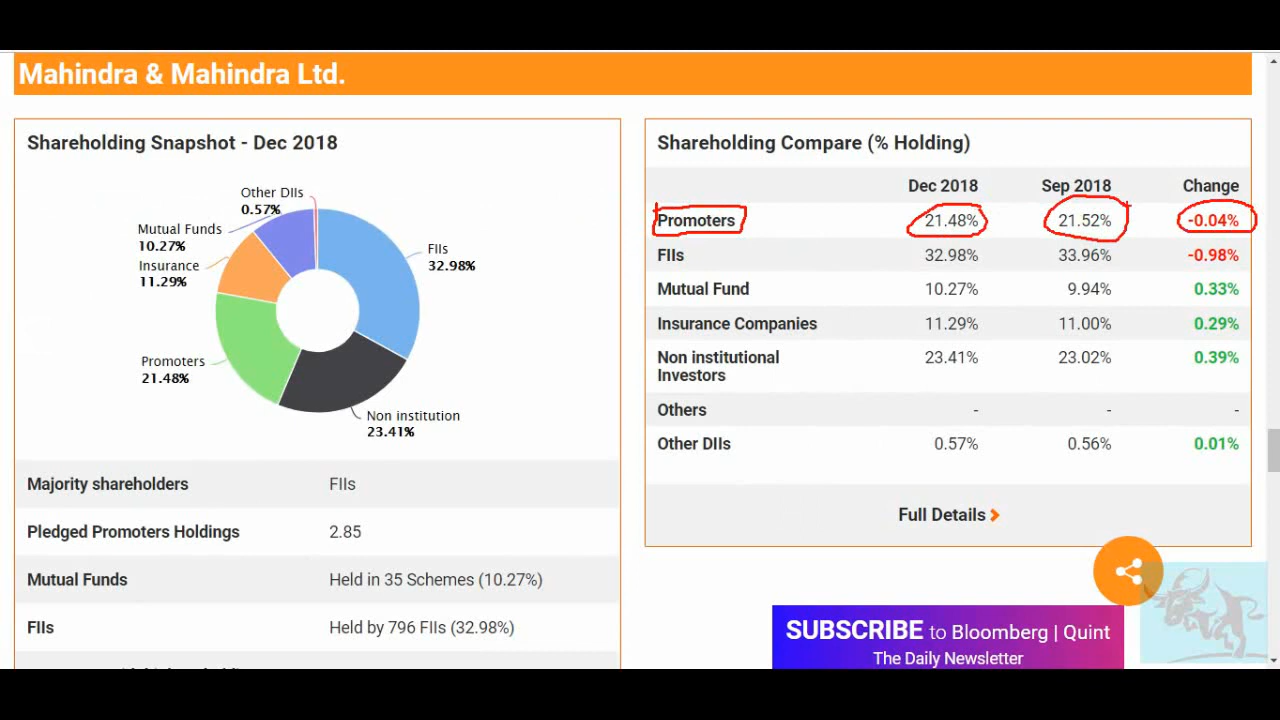 Mahindra & Mahindra Ltd.
Shareholding Snapshot - Dec 2018
Other DIIs
0.57%
Mutual Funds
10.27%
Insurance
11.29%
FIIs
32.98%
Promoters
21.48%
Non institution
23.41%
Majority shareholders FIIs
Pledged Promoters Holdings 2.85
Mutual Funds Held in 35 Schemes (10.27%)
FIIs Held by 796 FIIs (32.98%)
Shareholding Compare (% Holding)
Dec 2018 Sep 2018 Change
Promoters 21.48% 21.52% -0.04%
FIIs 32.98% 33.96% -0.98%
Mutual Fund 10.27% 9.94% 0.33%
Insurance Companies 11.29% 11.00% 0.29%
Non institutional 23.41% 23.02% 0.39%
Investors
Others - - -
Other DIIs 0.57% 0.56% 0.01%
Full Details
SUBSCRIBE to Bloomberg | Quint
The Daily Newsletter